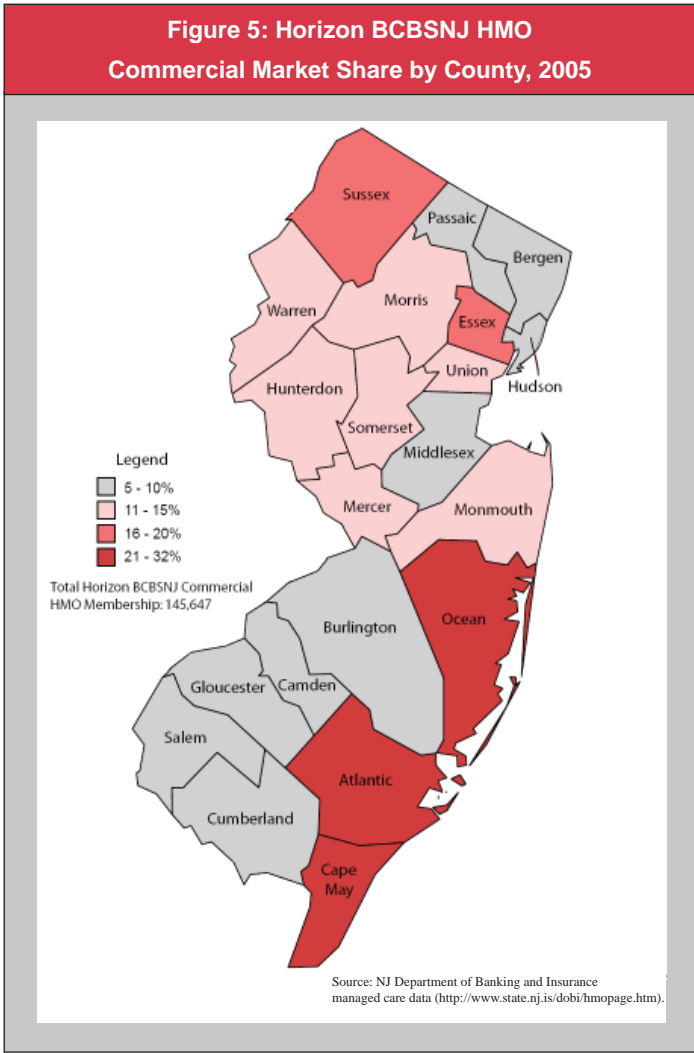 Figure 5: Horizon BCBSNJ HMO
Commercial Market Share by County, 2005
Sussex
Passaic
Bergen
Morris
Warren
Essex
Union
Hudson
Hunterdon
Somerset
Middlesex
Mercer
Monmouth
Legend
5 - 10%
11 - 15%
16 - 20%
21 - 32%
Total Horizon BCBSNJ Commercial
HMO Membership: 145,647
Ocean
Burlington
Camden
Gloucester
Salem
Atlantic
Cumberland
Cape
May
Source: NJ Department of Banking and Insurance
managed care data (http://www.state.nj.is/dobi/hmopage.htm).